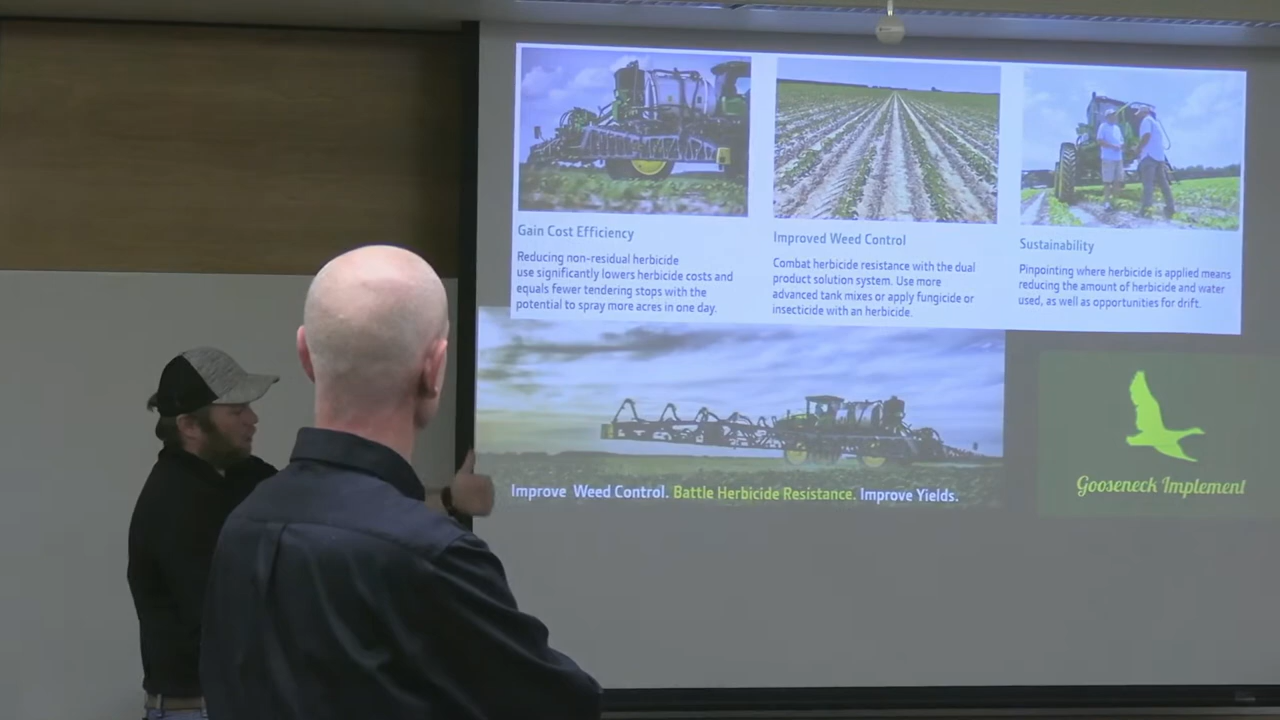 Gain Cost Efficiency
Reducing non-residual herbicide
use significantly lowers herbicide costs and
equals fewer tendering stops with the
potential to spray more acres in one day.
Improved Weed Control
Combat herbicide resistance with the dual
product solution system. Use more
advanced tank mixes or apply fungicide or
insecticide with an herbicide.
Sustainability
Pinpointing where herbicide is applied means
reducing the amount of herbicide and water
used, as well as opportunities for drift.
Improve Weed Control. Battle Herbicide Resistance. Improve Yields.
Gooseneck Implement